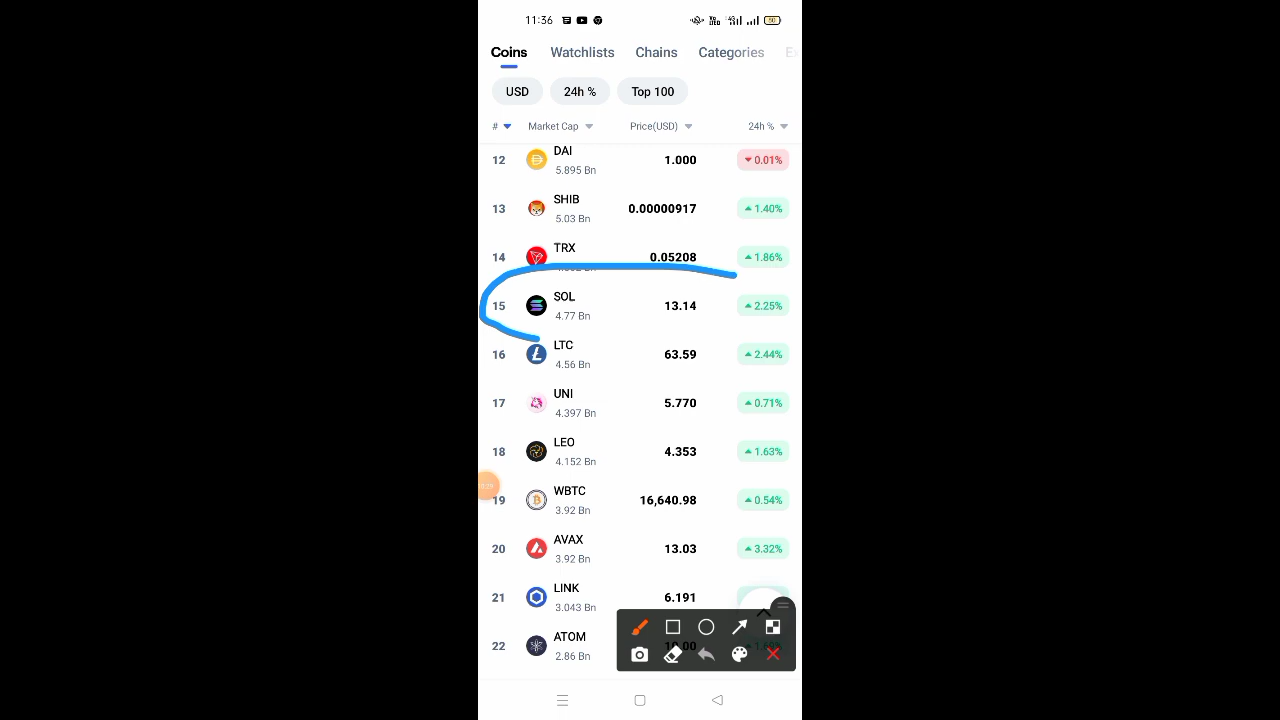 11:36
Coins Watchlists Chains Categories
USD 24h % Top 100
# Market Cap Price(USD) 24h %
12 DAI 1.000 0.01%
5.895 Bn
13 SHIB 0.00000917 1.40%
5.03 Bn
14 TRX 0.05208 1.86%
15 SOL 13.14 2.25%
4.77 Bn
16 LTC 63.59 2.44%
4.56 Bn
17 UNI 5.770 0.71%
4.397 Bn
18 LEO 4.353 1.63%
4.152 Bn
19 WBTC 16,640.98 0.54%
3.92 Bn
20 AVAX 13.03 3.32%
3.92 Bn
21 LINK 6.191
3.043 Bn
22 ATOM
2.86 Bn